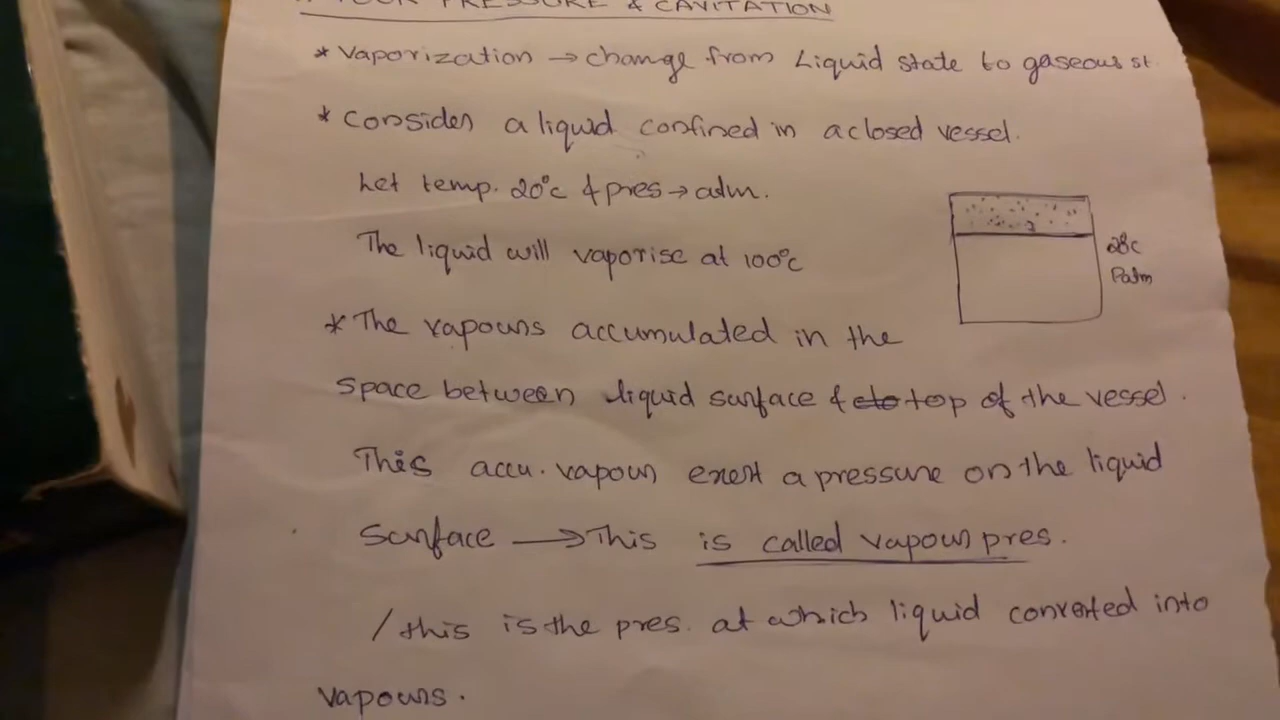 PRESSURE & CAVITATION
* Vaporization → change from Liquid state to gaseous st
* Consider a liquid confined in a closed vessel.
Let temp. 20°c & pres → atm.
The liquid will vaporise at 100°c
20°c
Patm
* The vapours accumulated in the
space between liquid surface & top of the vessel.
This accu. vapour exert a pressure on the liquid
Surface → This is called vapour pres.
/ this is the pres. at which liquid converted into
vapours.